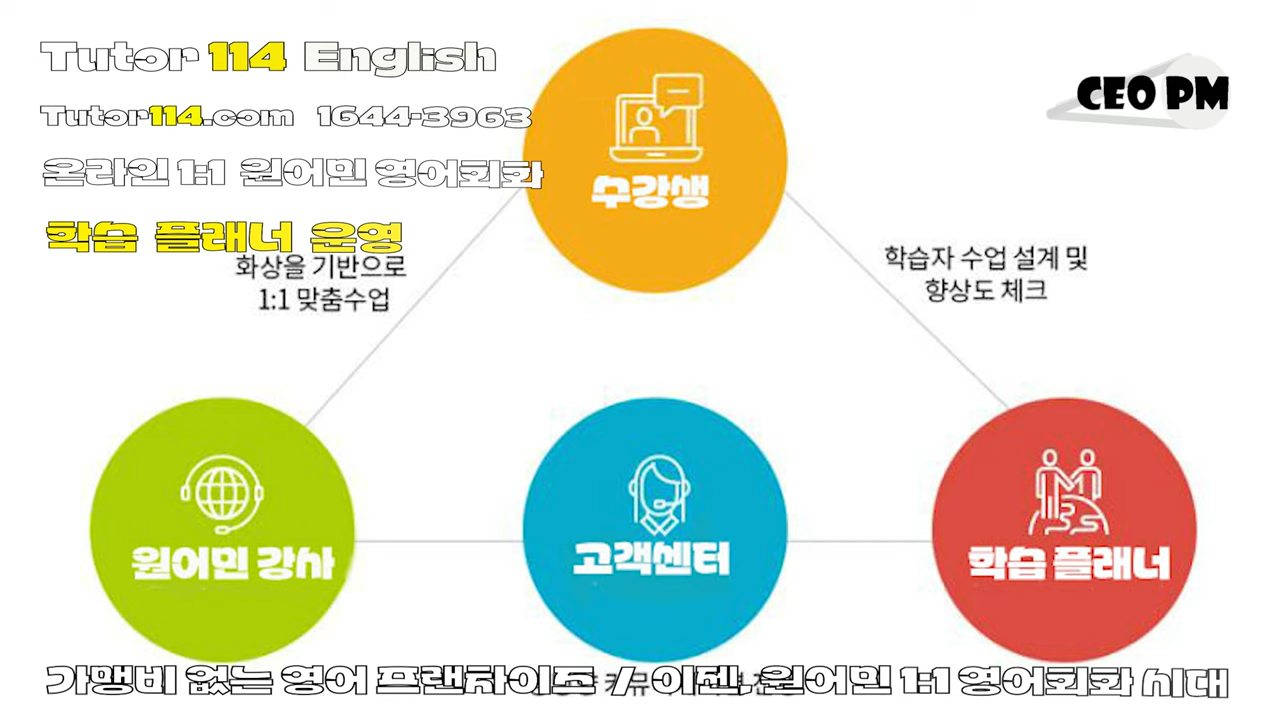 Tutor 114 English
CEO PM
Tutor114.com 1644-3963
온라인 1:1 원어민 영어회화
수강생
학습 플래너 운영
화상을 기반으로
1:1 맞춤수업
학습자 수업 설계 및
향상도 체크
원어민 강사
고객센터
학습 플래너
가맹비 없는 영어 프랜차이즈 / 이젠, 원어민 1:1 영어회화 시대